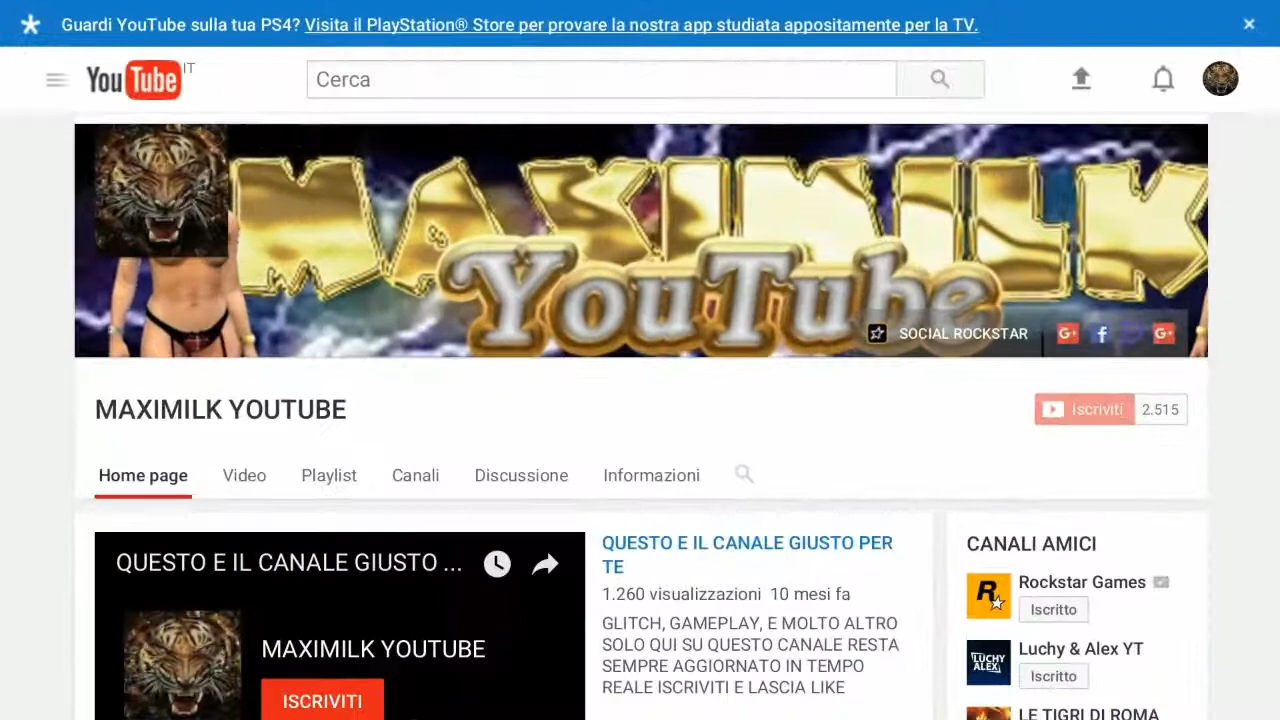 Guardi YouTube sulla tua PS4? Visita il PlayStation® Store per provare la nostra app studiata appositamente per la TV.
YouTube IT
Cerca
MAXIMILK
YouTube
SOCIAL ROCKSTAR G+ f G+
MAXIMILK YOUTUBE
Iscriviti 2.515
Home page Video Playlist Canali Discussione Informazioni
QUESTO E IL CANALE GIUSTO ...
MAXIMILK YOUTUBE
ISCRIVITI
QUESTO E IL CANALE GIUSTO PER
TE
1.260 visualizzazioni 10 mesi fa
GLITCH, GAMEPLAY, E MOLTO ALTRO
SOLO QUI SU QUESTO CANALE RESTA
SEMPRE AGGIORNATO IN TEMPO
REALE ISCRIVITI E LASCIA LIKE
CANALI AMICI
R
Rockstar Games
Iscritto
LUCHY
ALEX
Luchy & Alex YT
Iscritto
LE TIGRI DI ROMA